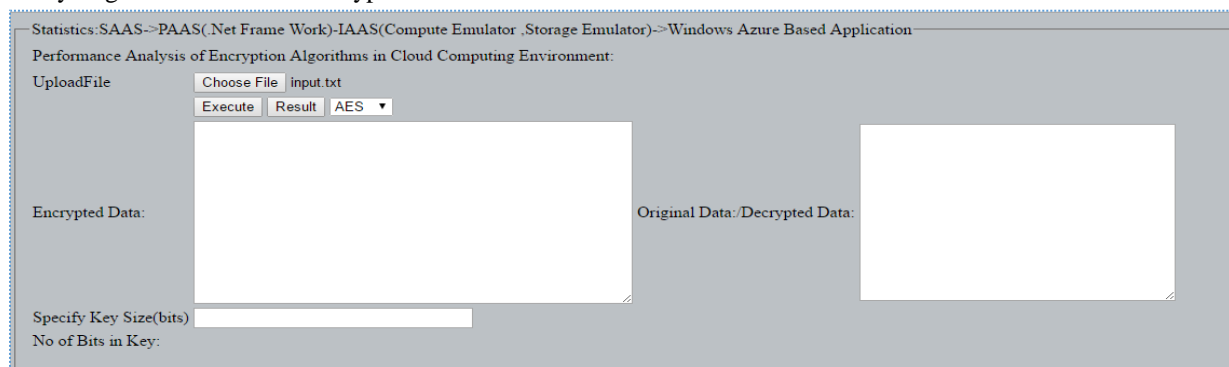 Statistics:SAAS->PAAS(.Net Frame Work)-IAAS(Compute Emulator ,Storage Emulator)->Windows Azure Based Application
Performance Analysis of Encryption Algorithms in Cloud Computing Environment:
UploadFile Choose File input.txt
Execute Result AES
Encrypted Data: Original Data:/Decrypted Data:
Specify Key Size(bits)
No of Bits in Key: